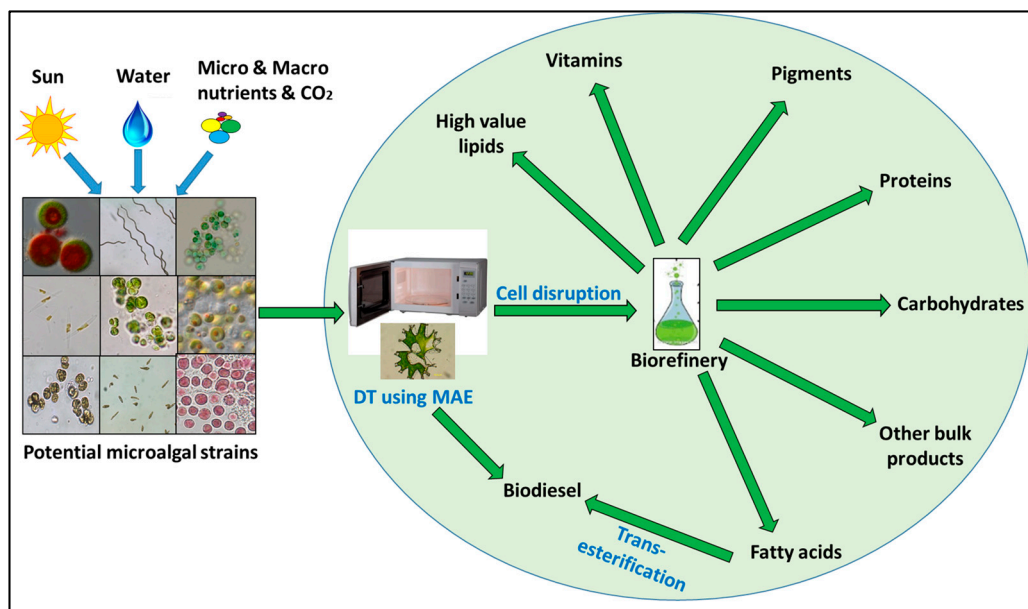 Sun
Water
Micro & Macro
nutrients & CO₂
Potential microalgal strains
DT using MAE
Cell disruption
Biorefinery
High value
lipids
Vitamins
Pigments
Proteins
Carbohydrates
Other bulk
products
Fatty acids
Trans-
esterification
Biodiesel